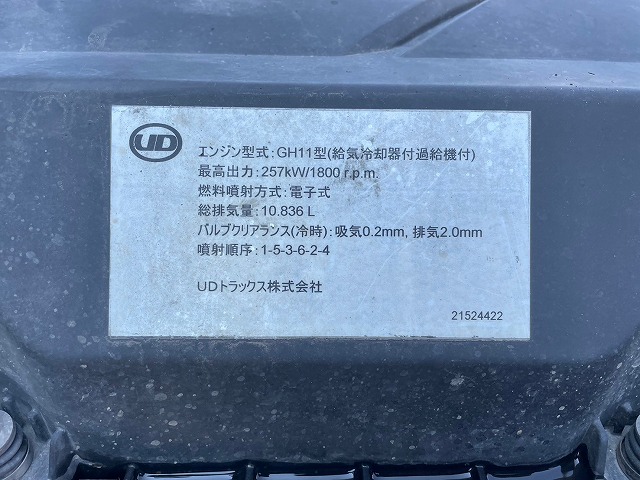 UD
エンジン型式:GH11型(給気冷却器付過給機付)
最高出力:257kW/1800 r.p.m.
燃料噴射方式:電子式
総排気量:10.836 L
バルブクリアランス(冷時):吸気0.2mm, 排気2.0mm
噴射順序:1-5-3-6-2-4
UDトラックス株式会社
21524422